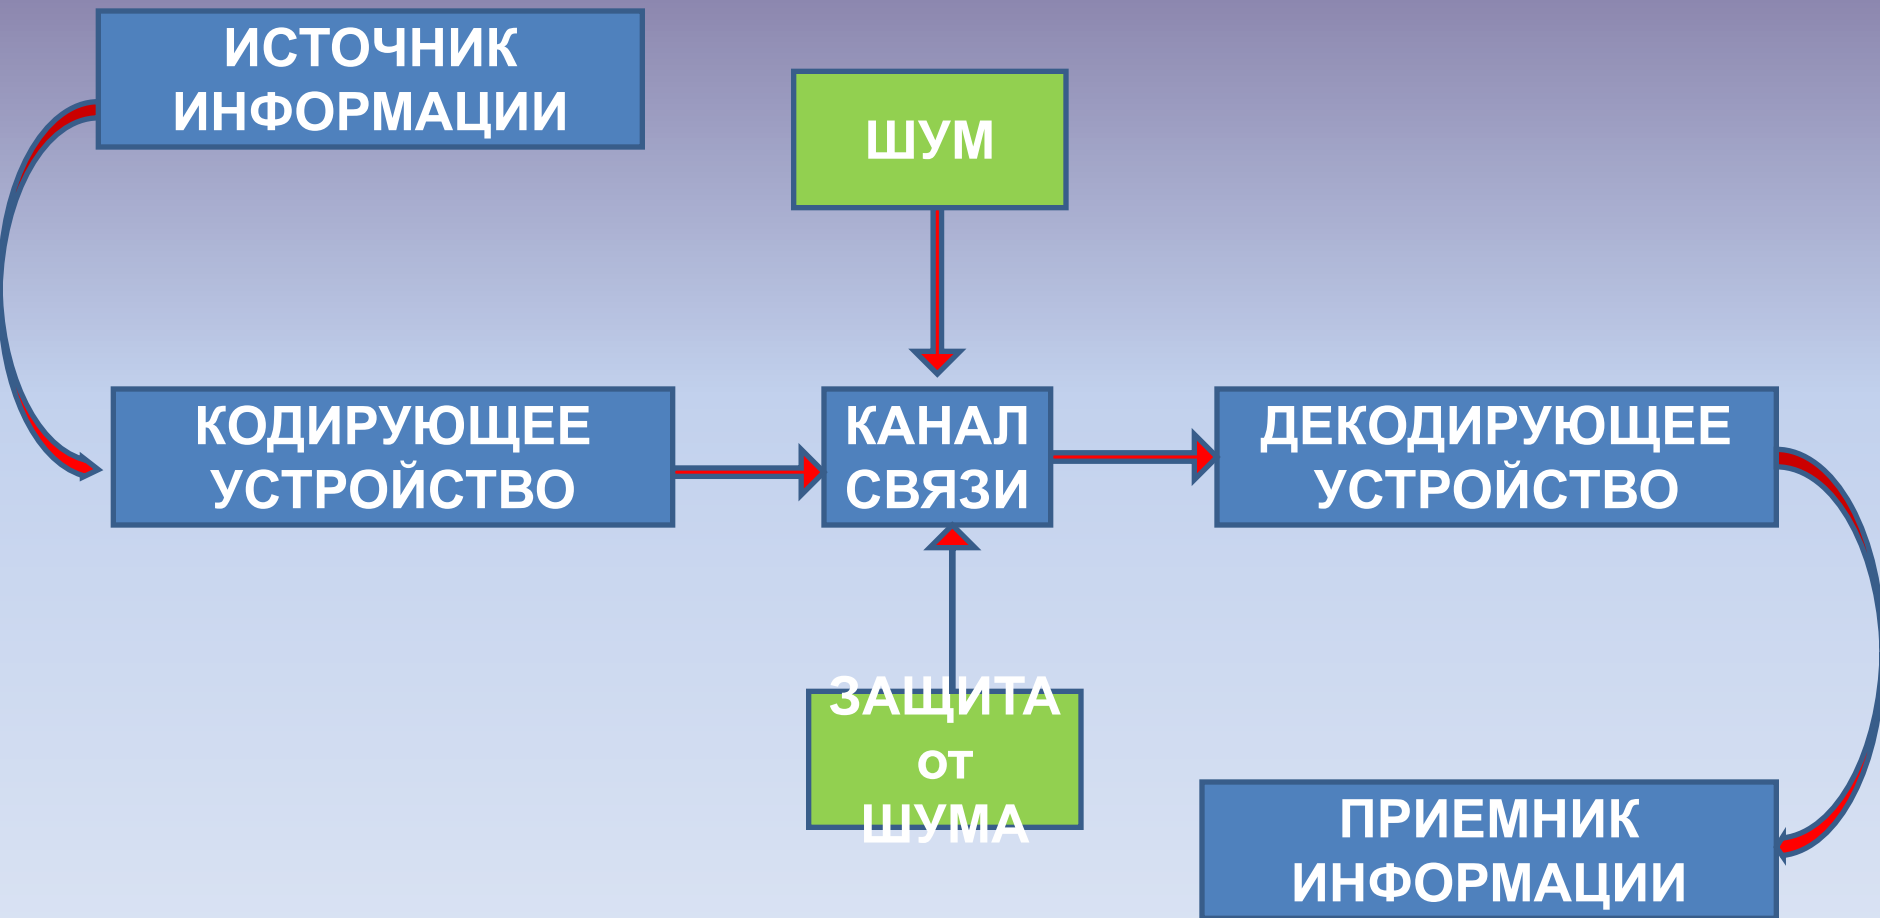 ИСТОЧНИК
ИНФОРМАЦИИ
ШУМ
КОДИРУЮЩЕЕ
УСТРОЙСТВО
КАНАЛ
СВЯЗИ
ДЕКОДИРУЮЩЕЕ
УСТРОЙСТВО
ЗАЩИТА
от
ШУМА
ПРИЕМНИК
ИНФОРМАЦИИ